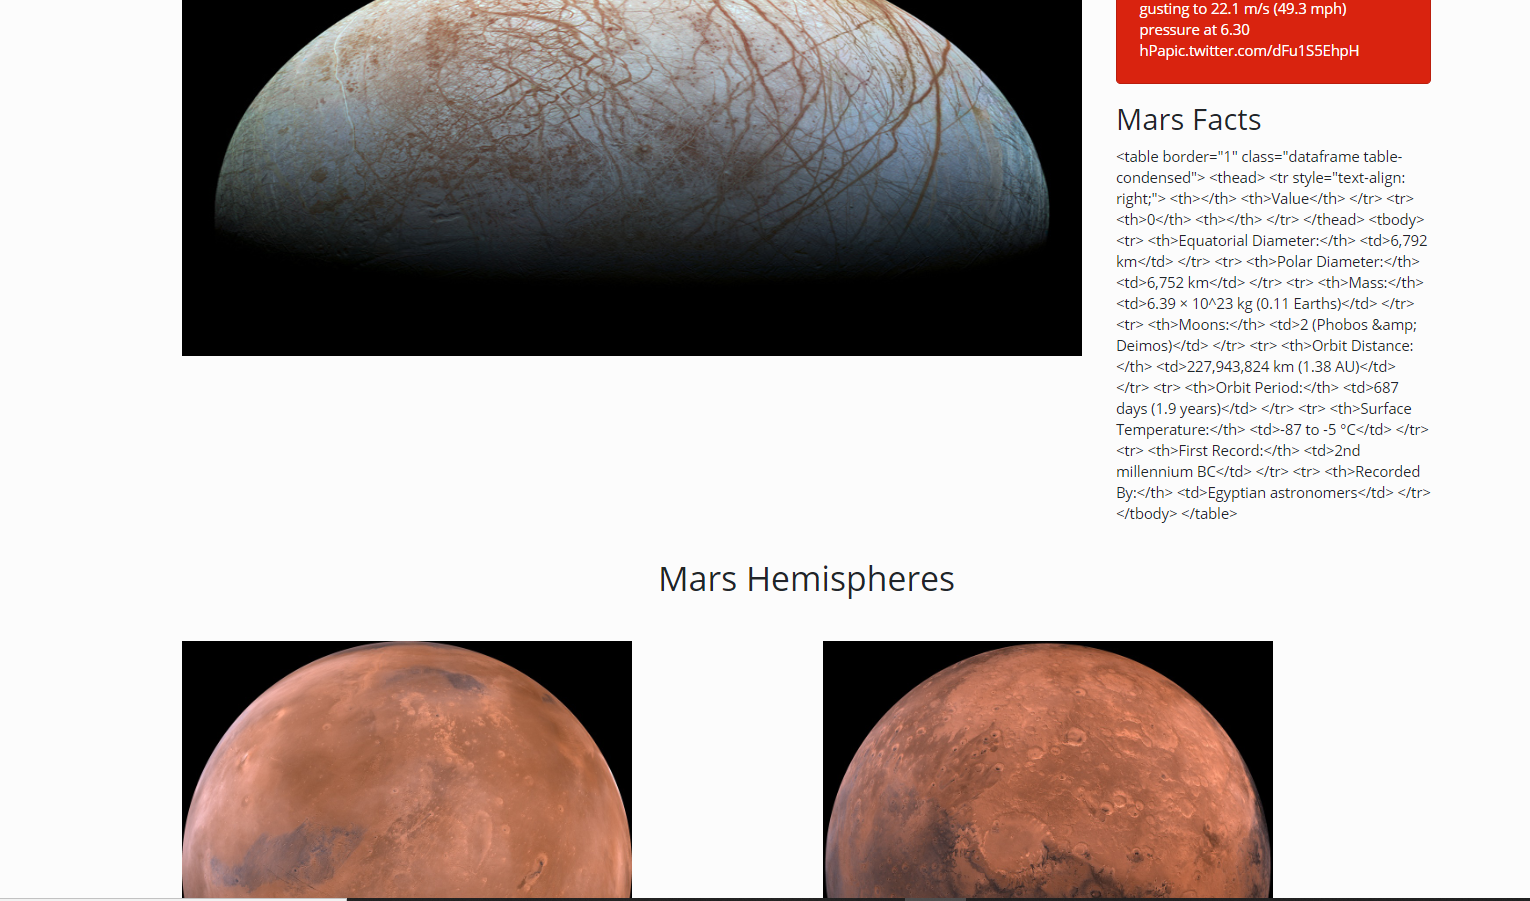 gusting to 22.1 m/s (49.3 mph)
pressure at 6.30
hPapic.twitter.com/dFu1S5EhpH
Mars Facts
<table border="1" class="dataframe table-
condensed"> <thead> <tr style="text-align:
right;"> <th></th> <th>Value</th> </tr> <tr>
<th>0</th> <th></th> </tr> </thead> <tbody>
<tr> <th>Equatorial Diameter:</th> <td>6,792
km</td> </tr> <tr> <th>Polar Diameter:</th>
<td>6,752 km</td> </tr> <tr> <th>Mass:</th>
<td>6.39 × 10^23 kg (0.11 Earths)</td> </tr>
<tr> <th>Moons:</th> <td>2 (Phobos &amp;
Deimos)</td> </tr> <tr> <th>Orbit Distance:
</th> <td>227,943,824 km (1.38 AU)</td>
</tr> <tr> <th>Orbit Period:</th> <td>687
days (1.9 years)</td> </tr> <tr> <th>Surface
Temperature:</th> <td>-87 to -5 °C</td> </tr>
<tr> <th>First Record:</th> <td>2nd
millennium BC</td> </tr> <tr> <th>Recorded
By:</th> <td>Egyptian astronomers</td> </tr>
</tbody> </table>
Mars Hemispheres